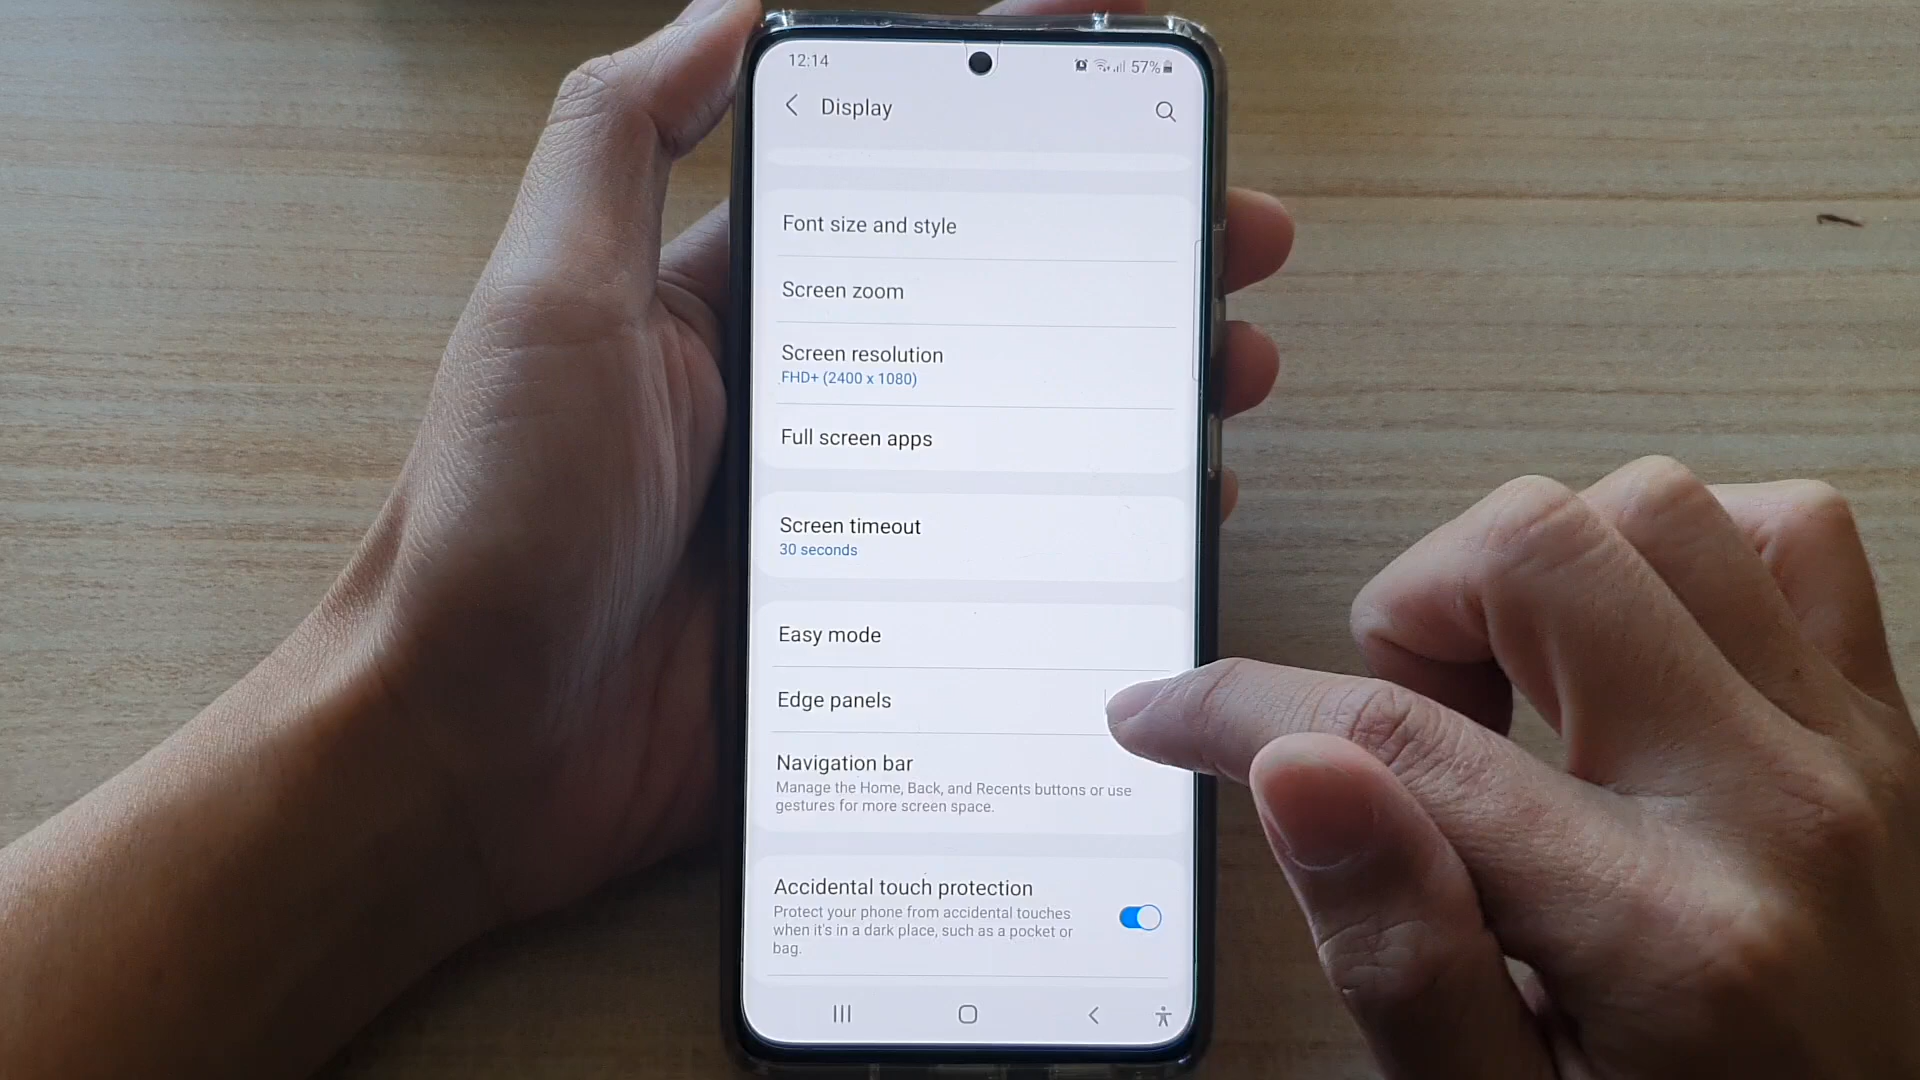 12:14
57%
Display
Font size and style
Screen zoom
Screen resolution
FHD+ (2400 x 1080)
Full screen apps
Screen timeout
30 seconds
Easy mode
Edge panels
Navigation bar
Manage the Home, Back, and Recents buttons or use
gestures for more screen space.
Accidental touch protection
Protect your phone from accidental touches
when it's in a dark place, such as a pocket or
bag.